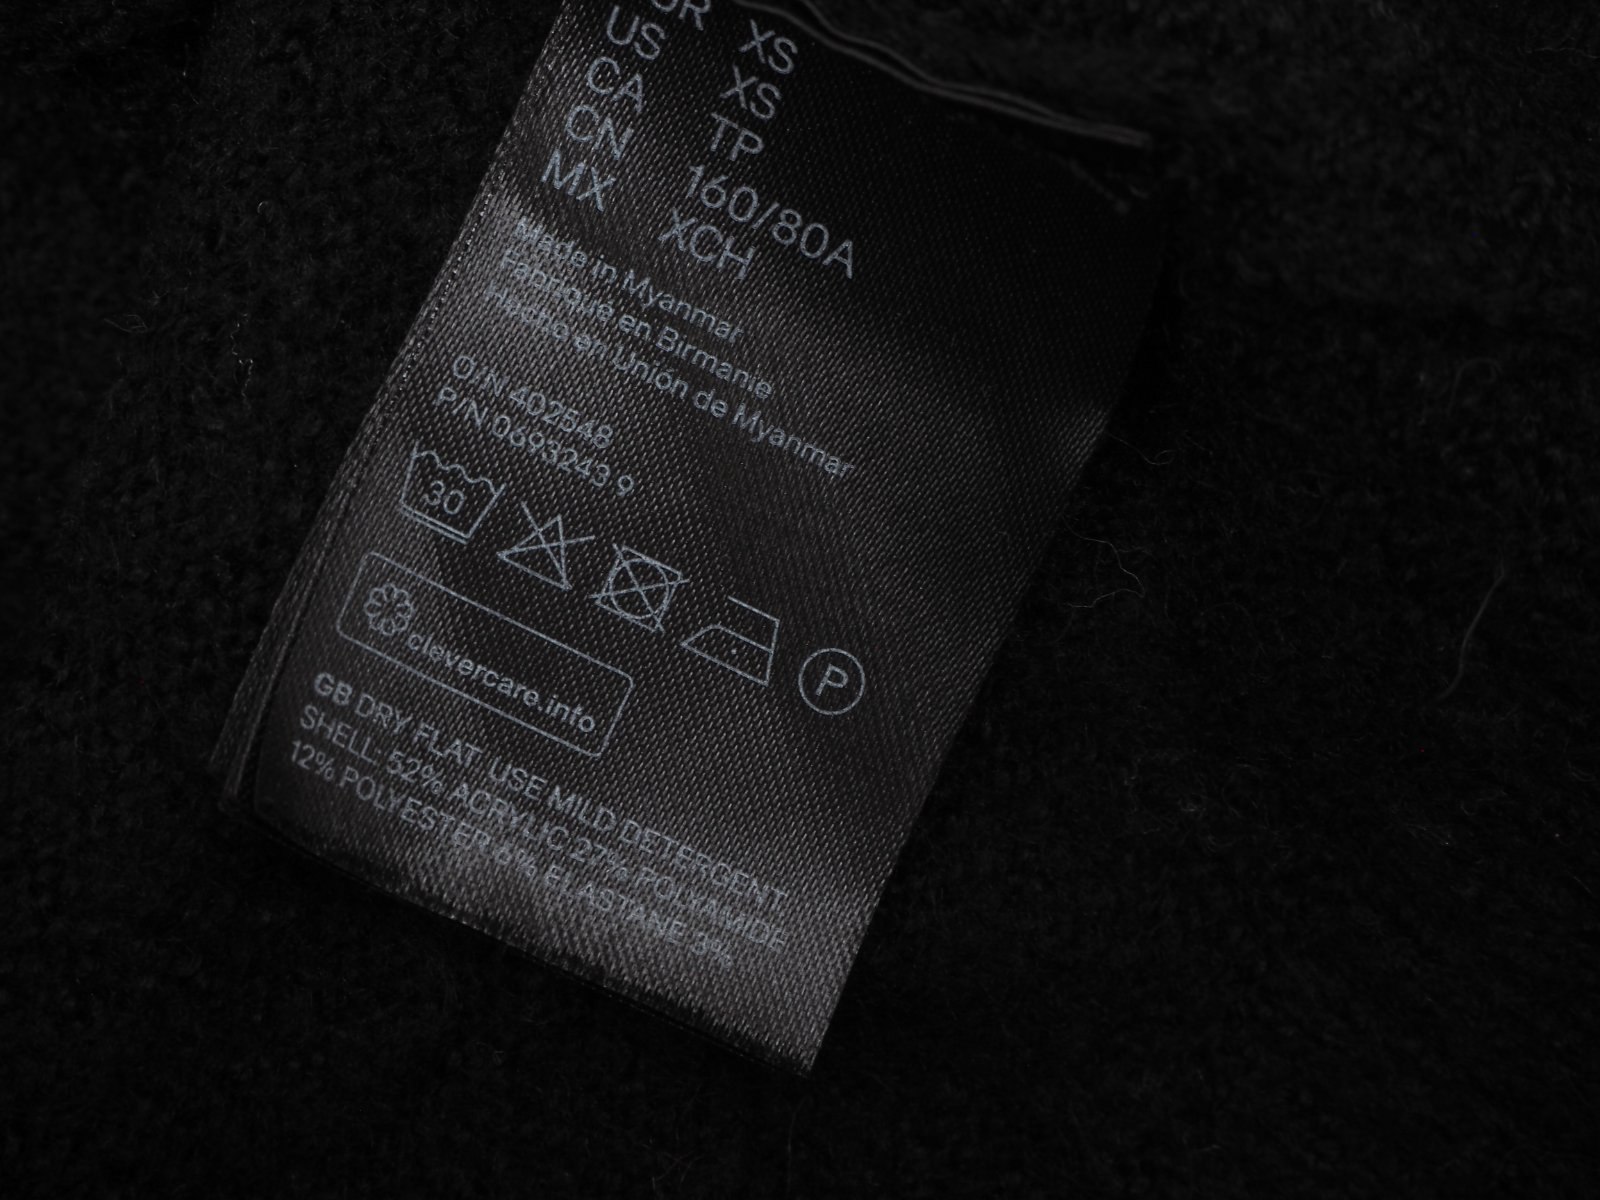 XS
US XS
CA TP
CN 160/80A
MX XCH
Made in Myanmar
Fabriqué en Birmanie
Hecho en Unión de Myanmar
O/N 402548
P/N 0693243 9
30
P
clevercare.info
GB DRY FLAT, USE MILD DETERGENT
SHELL: 52% ACRYLIC 27% POLYAMIDE
12% POLYESTER 6% ELASTANE 3%